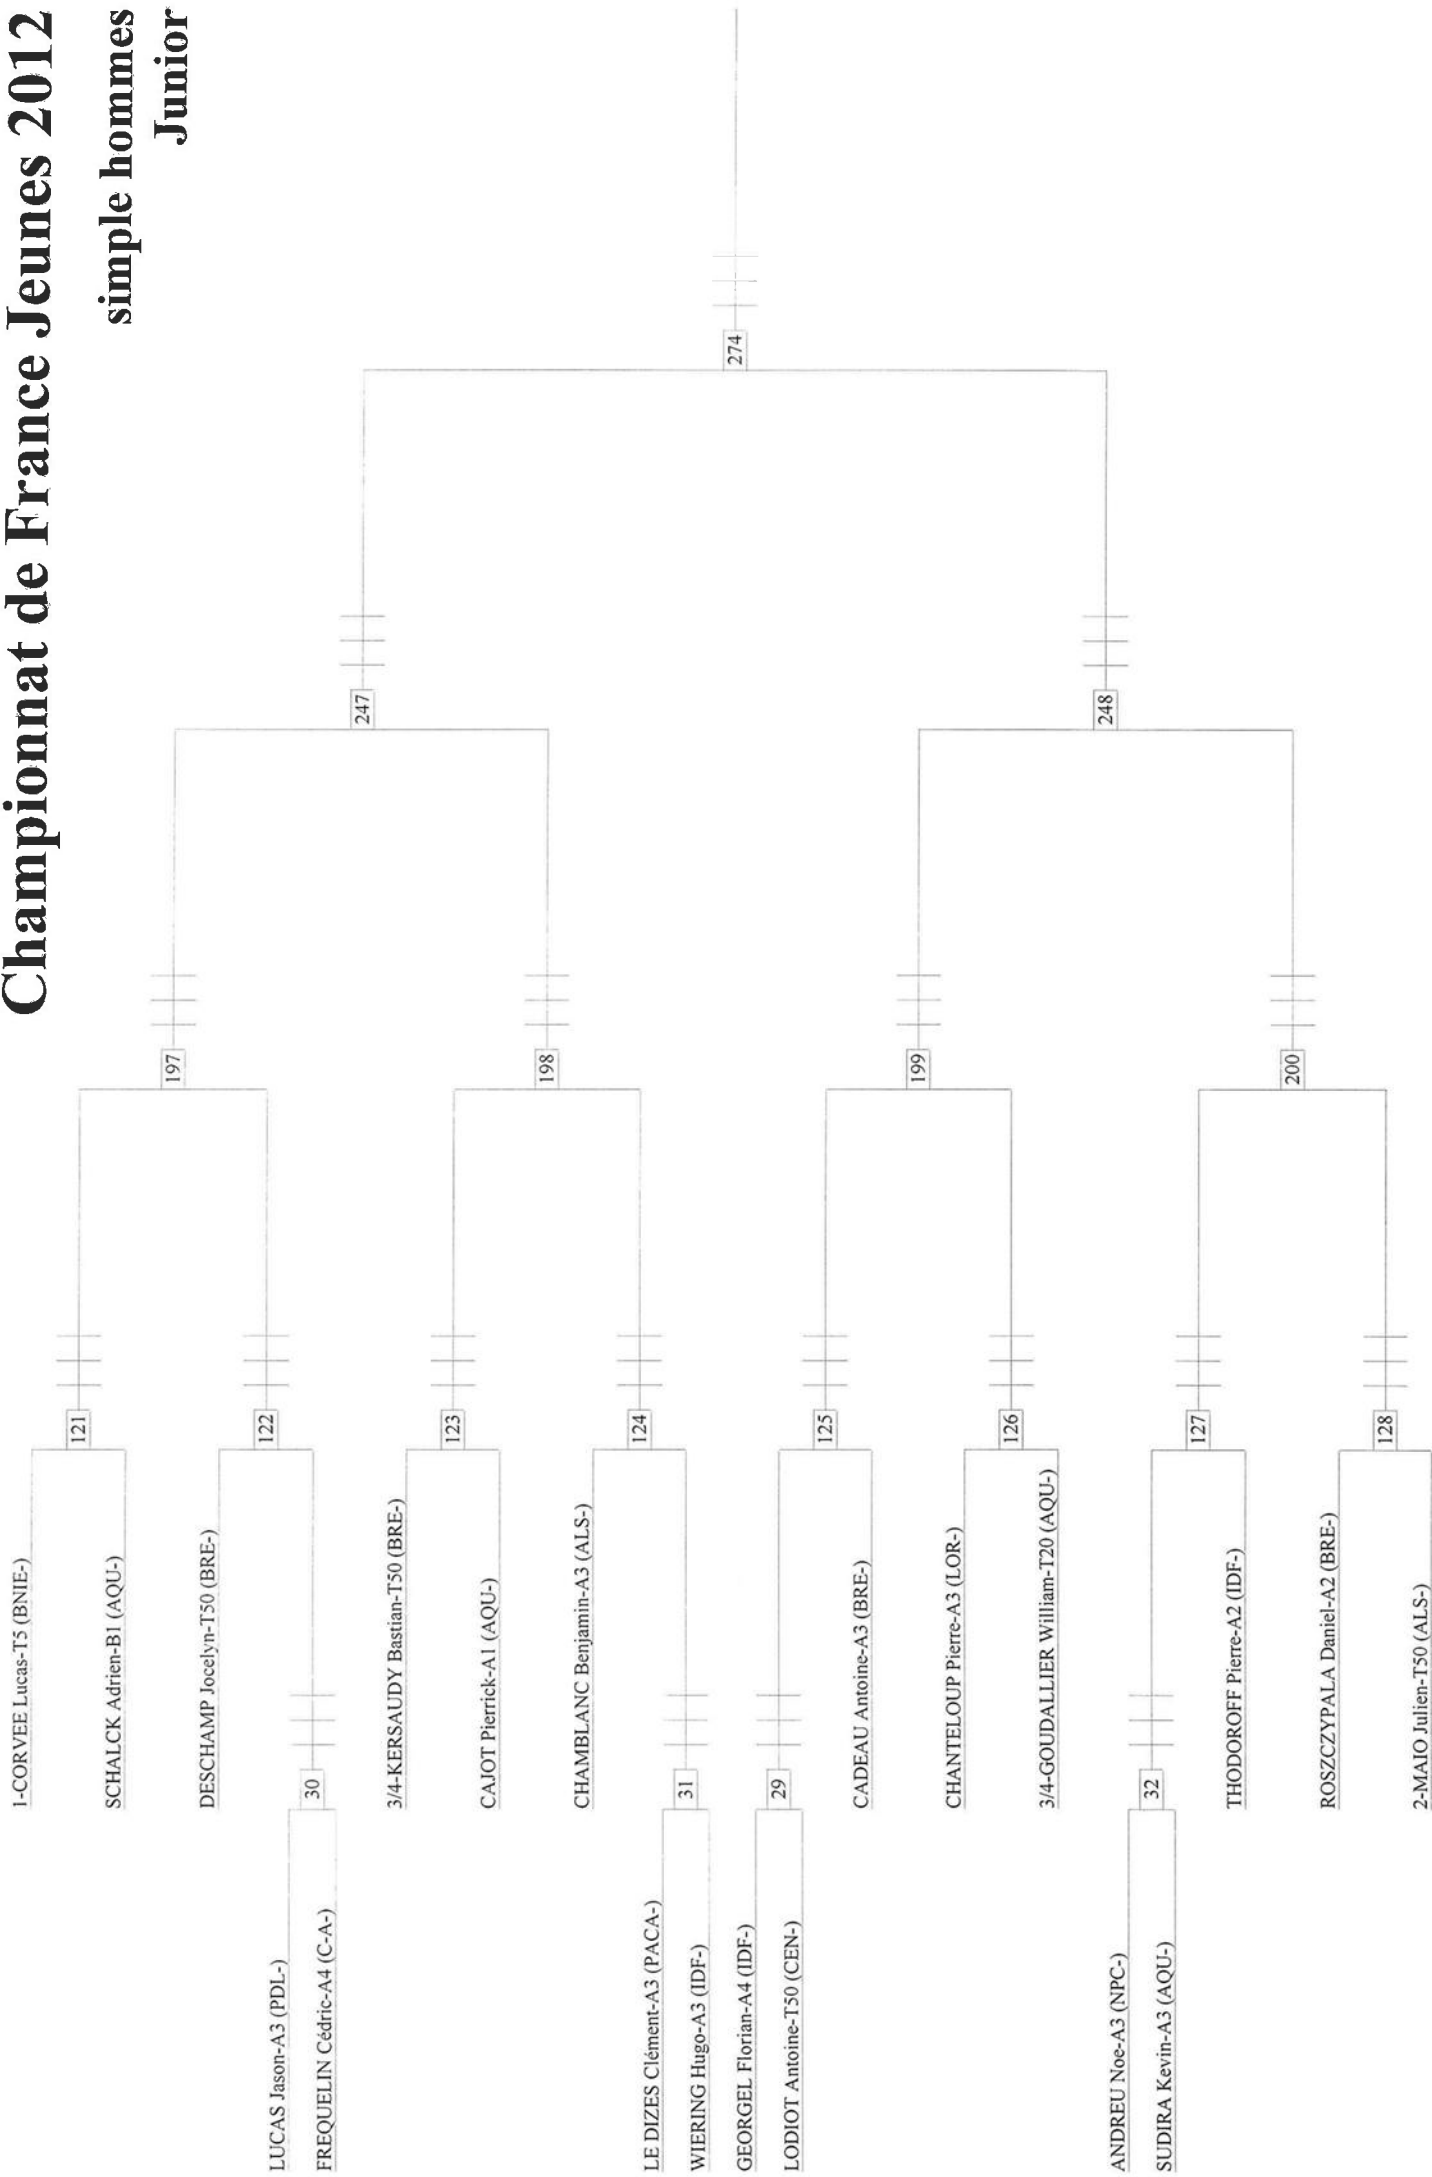 Championnat de France Jeunes 2012
simple hommes
Junior
1-CORVEE Lucas-T5 (BNIE-)
121
SCHALCK Adrien-B1 (AQU-)
197
DESCHAMP Jocelyn-T50 (BRE-)
122
LUCAS Jason-A3 (PDL-)
30
FREQUELIN Cédric-A4 (C-A-)
247
3/4-KERSAUDY Bastian-T50 (BRE-)
123
CAJOT Pierrick-A1 (AQU-)
198
CHAMBLANC Benjamin-A3 (ALS-)
124
LE DIZES Clément-A3 (PACA-)
31
WIERING Hugo-A3 (IDF-)
274
GEORGEL Florian-A4 (IDF-)
29
LODIOT Antoine-T50 (CEN-)
125
CADEAU Antoine-A3 (BRE-)
199
CHANTELOUP Pierre-A3 (LOR-)
126
3/4-GOUDALLIER William-T20 (AQU-)
248
ANDREU Noe-A3 (NPC-)
32
SUDIRA Kevin-A3 (AQU-)
127
THODOROFF Pierre-A2 (IDF-)
200
ROSZCZYPALA Daniel-A2 (BRE-)
128
2-MAIO Julien-T50 (ALS-)